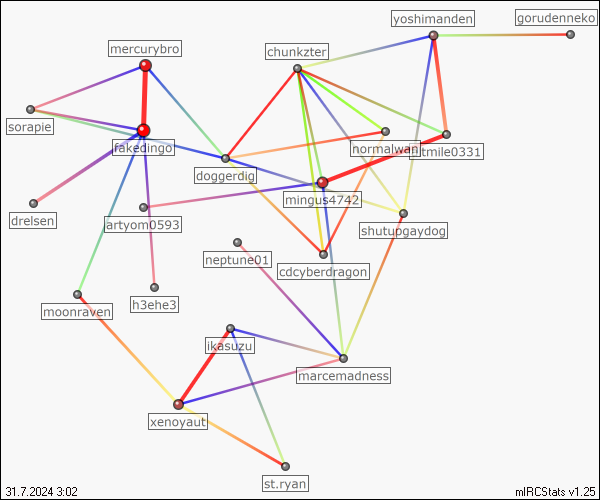 yoshimanden
gorudenneko
mercurybro
chunkzter
sorapie
fakedingo
normalwan
doggerdig
mingus4742
drelsen
artyom0593
shutupgaydog
neptune01
cdcyberdragon
moonraven
h3ehe3
ikasuzu
marcemadness
xenoyaut
st.ryan
31.7.2024 3:02
mIRCStats v1.25